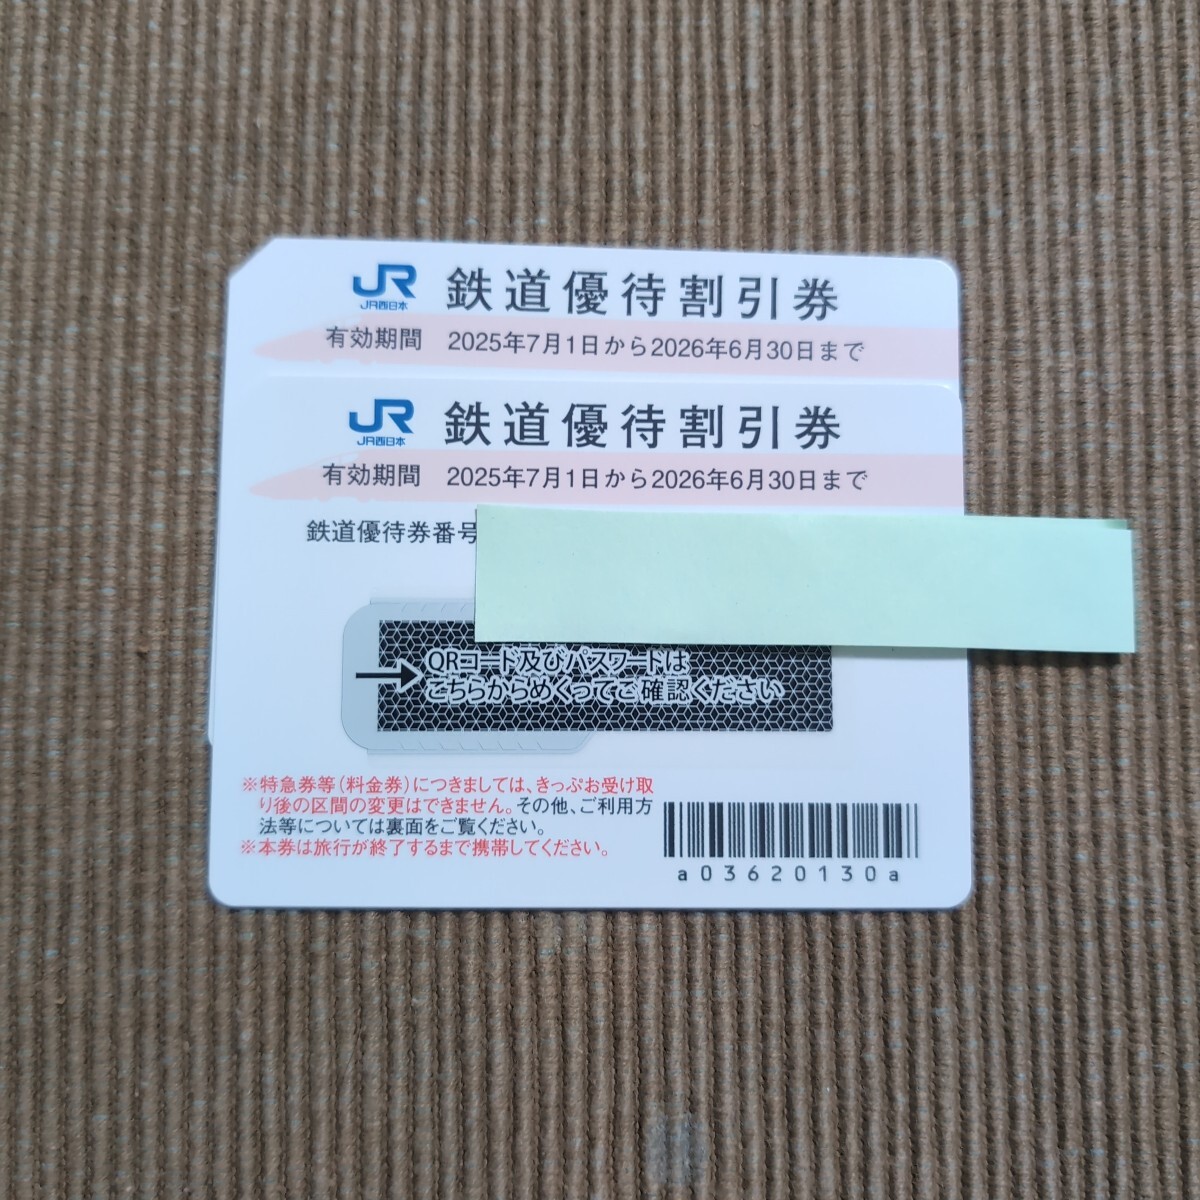 JR
JR西日本
鉄道優待割引券
有効期間 2025年7月1日から2026年6月30日まで
JR
JR西日本
鉄道優待割引券
有効期間 2025年7月1日から2026年6月30日まで
鉄道優待券番号
QRコード及びパスワードは
こちらからめくってご確認ください
※特急券等(料金券)につきましては、きっぷお受け取
り後の区間の変更はできません。その他、ご利用方
法等については裏面をご覧ください。
※本券は旅行が終了するまで携帯してください。
a03620130a